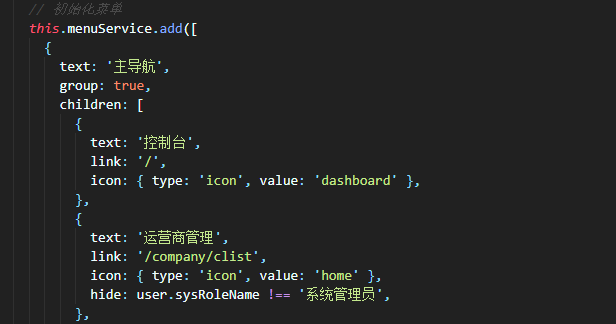 // 初始化菜单
this.menuService.add([
{
text: '主导航',
group: true,
children: [
{
text: '控制台',
link: '/',
icon: { type: 'icon', value: 'dashboard' },
},
{
text: '运营商管理',
link: '/company/clist',
icon: { type: 'icon', value: 'home' },
hide: user.sysRoleName !== '系统管理员',
},